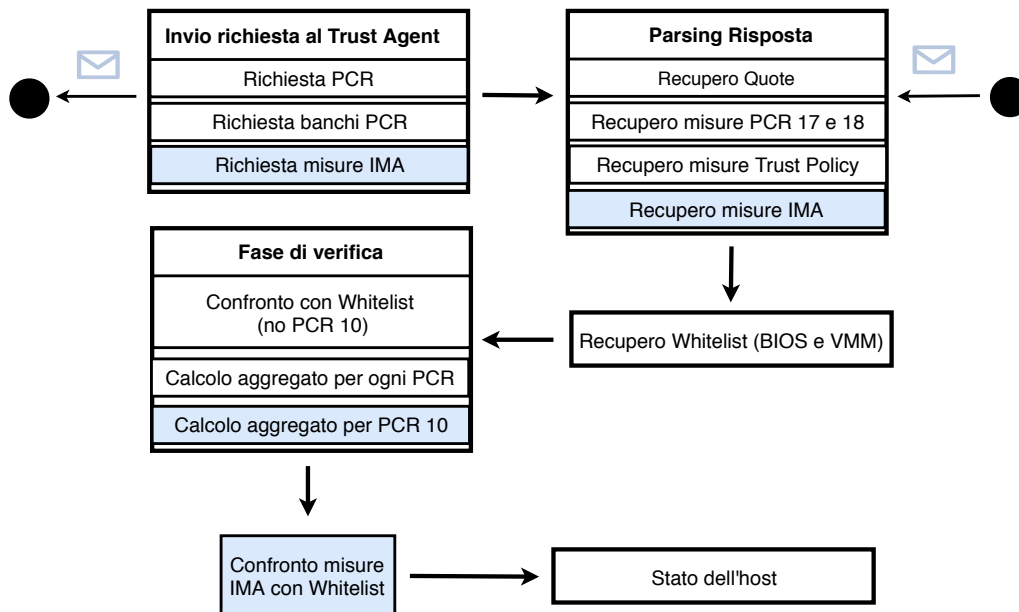 Invio richiesta al Trust Agent
Richiesta PCR
Richiesta banchi PCR
Richiesta misure IMA
Parsing Risposta
Recupero Quote
Recupero misure PCR 17 e 18
Recupero misure Trust Policy
Recupero misure IMA
Recupero Whitelist (BIOS e VMM)
Fase di verifica
Confronto con Whitelist
(no PCR 10)
Calcolo aggregato per ogni PCR
Calcolo aggregato per PCR 10
Confronto misure
IMA con Whitelist
Stato dell'host